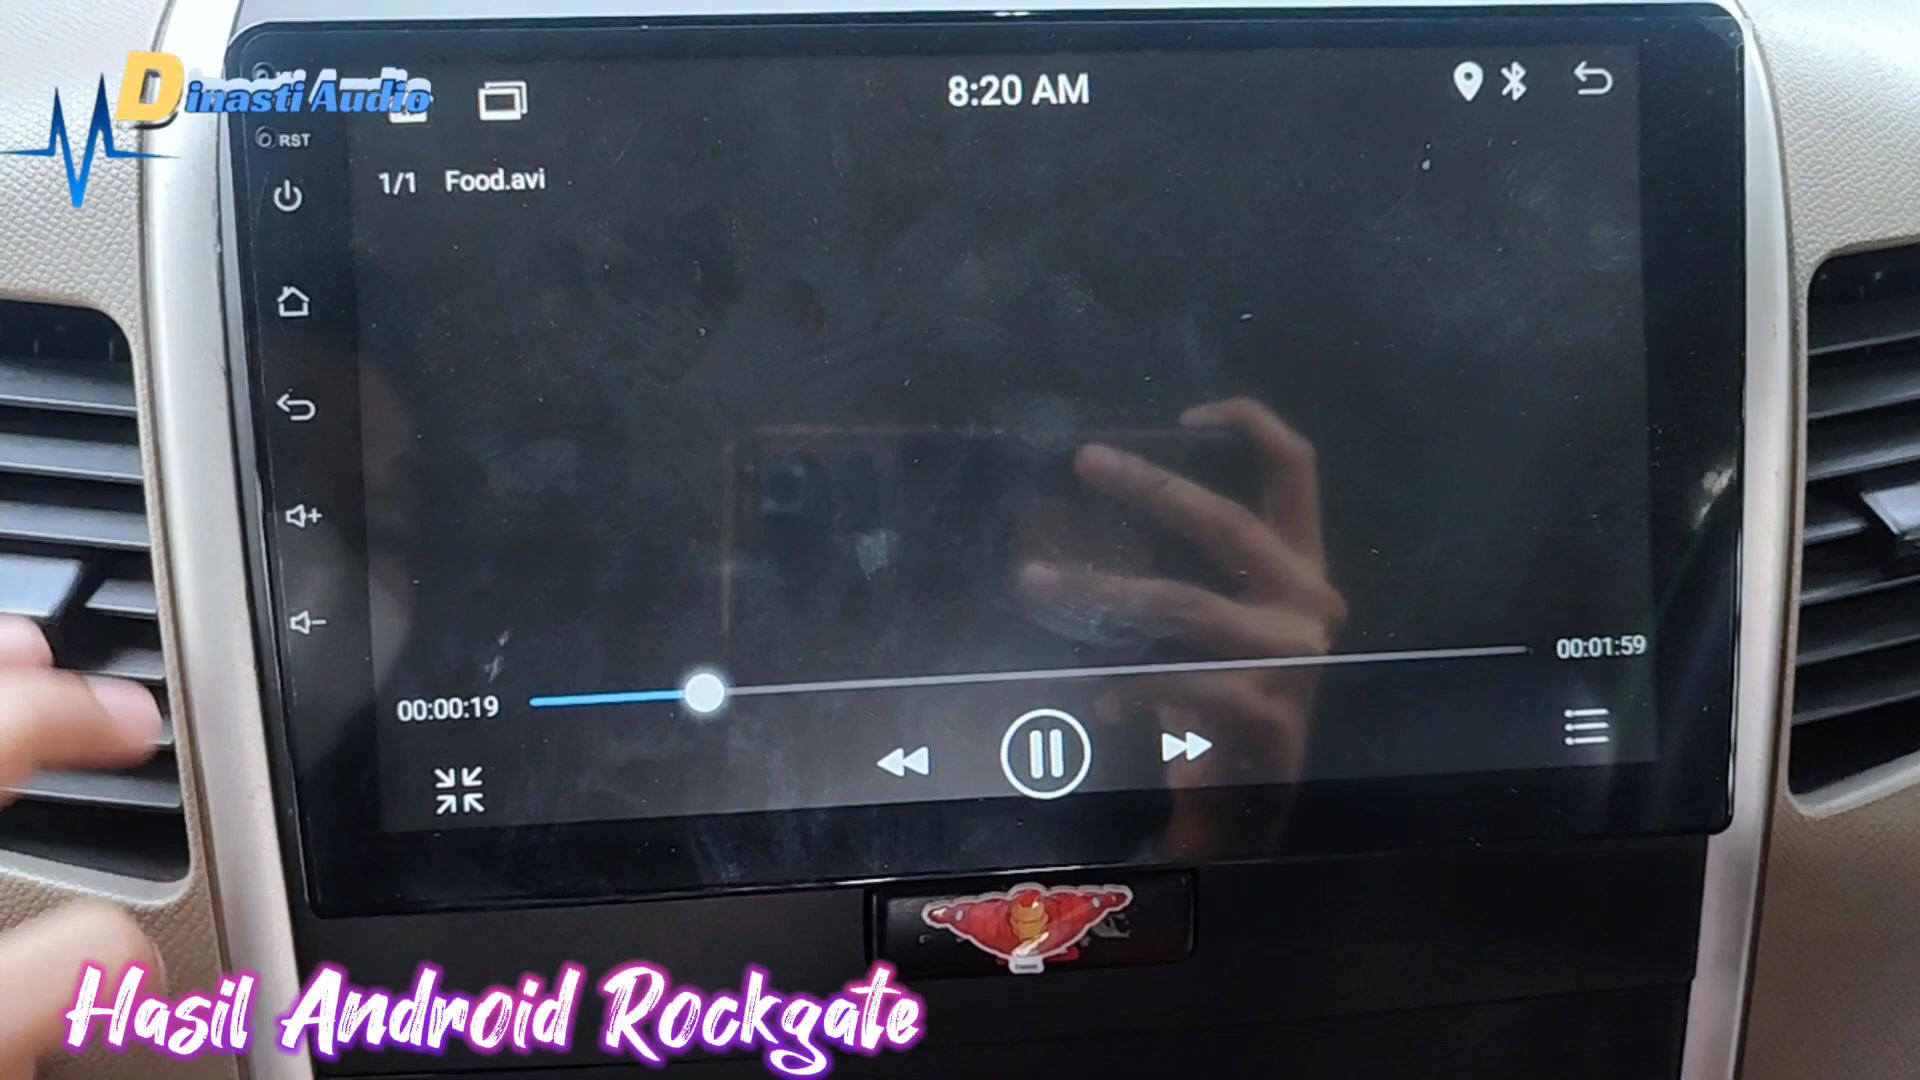 Dinasti Audio
8:20 AM
RST
1/1 Food.avi
00:01:59
00:00:19
Hasil Android Rockgate